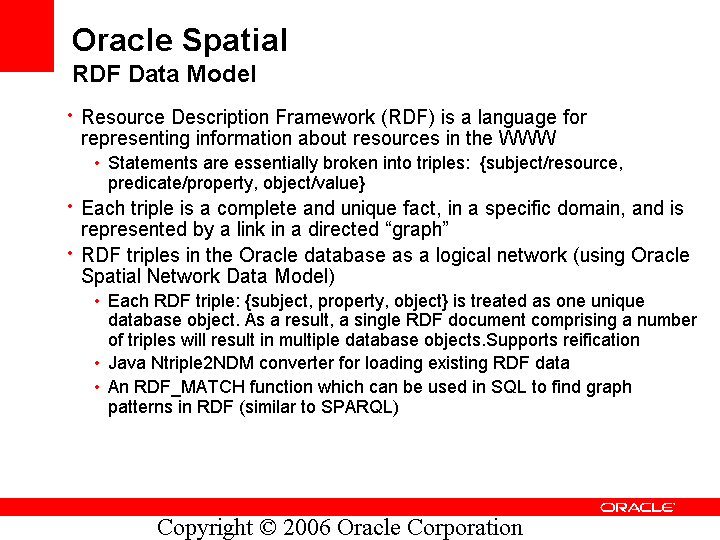 Oracle Spatial
RDF Data Model
• Resource Description Framework (RDF) is a language for
representing information about resources in the WWW
• Statements are essentially broken into triples: {subject/resource,
predicate/property, object/value}
• Each triple is a complete and unique fact, in a specific domain, and is
represented by a link in a directed “graph”
• RDF triples in the Oracle database as a logical network (using Oracle
Spatial Network Data Model)
• Each RDF triple: {subject, property, object} is treated as one unique
database object. As a result, a single RDF document comprising a number
of triples will result in multiple database objects.Supports reification
• Java Ntriple2NDM converter for loading existing RDF data
• An RDF_MATCH function which can be used in SQL to find graph
patterns in RDF (similar to SPARQL)
ORACLE
Copyright © 2006 Oracle Corporation